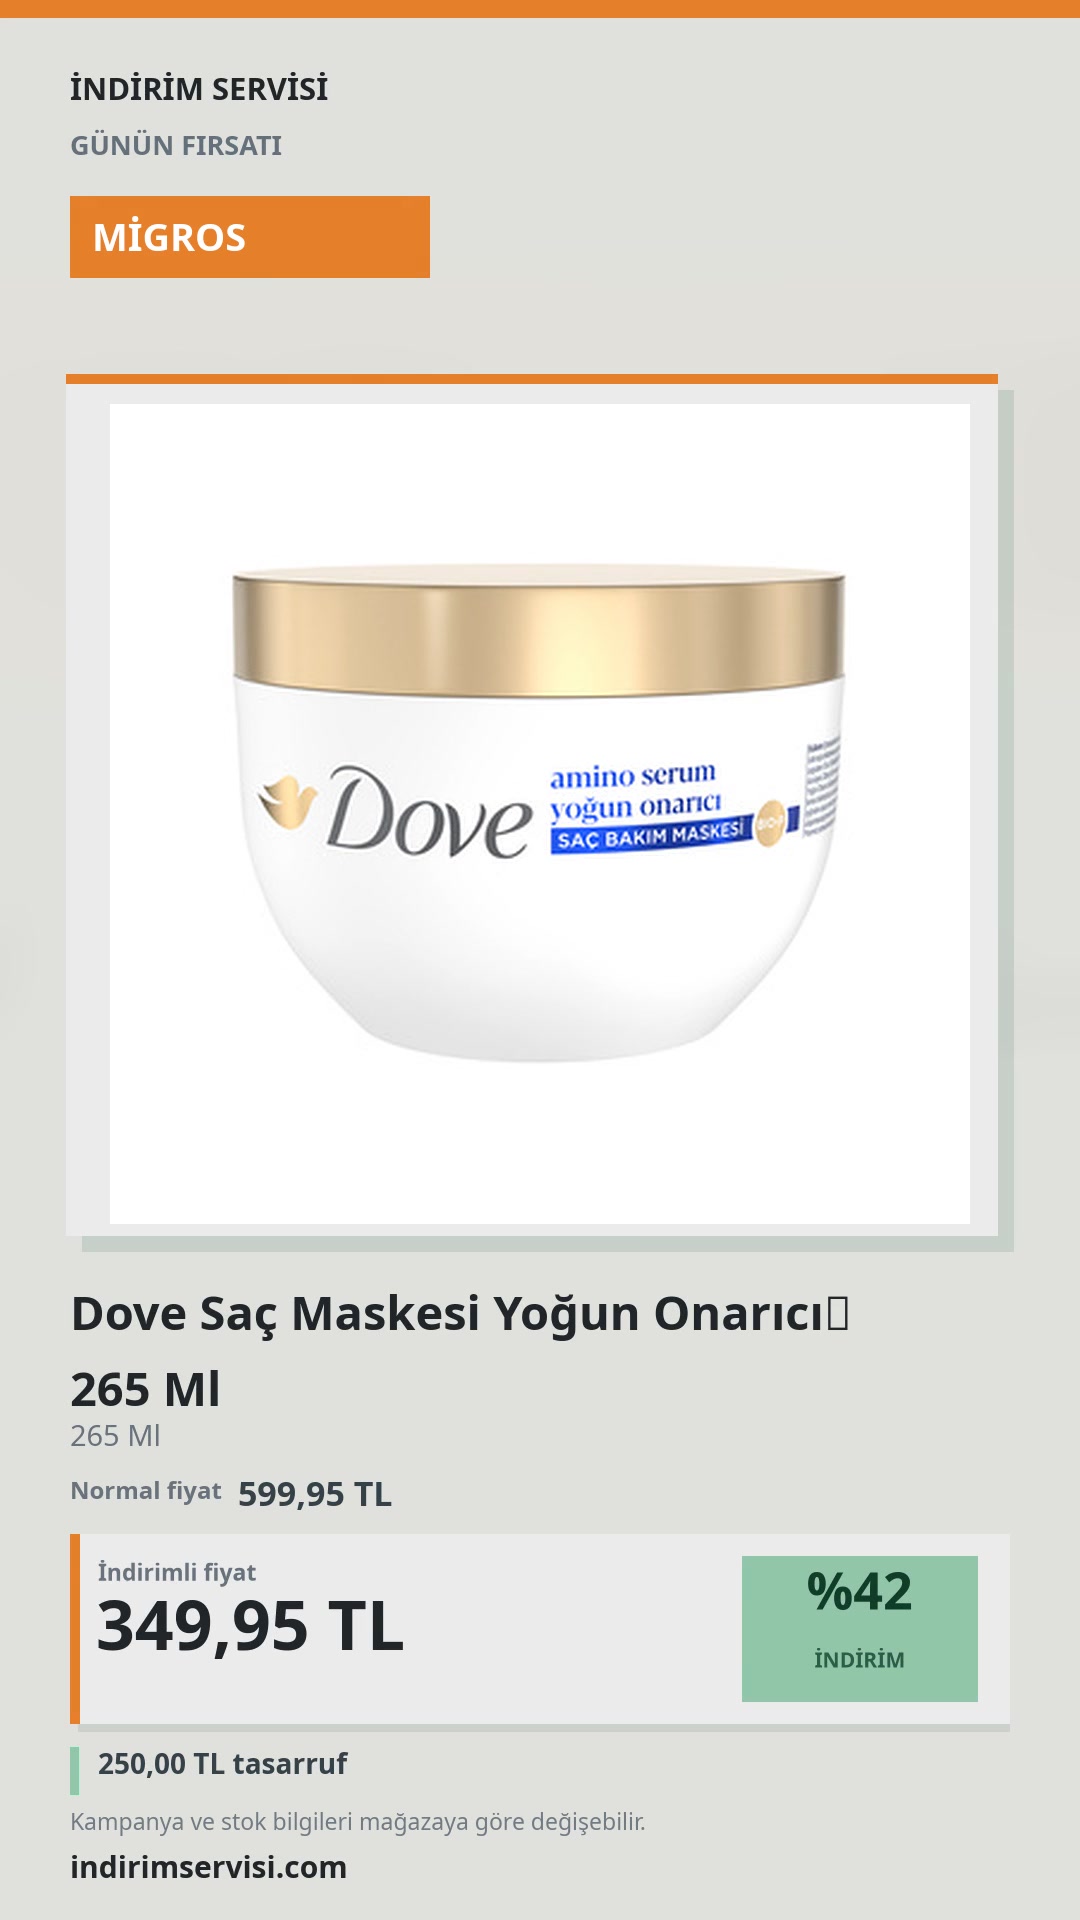 İNDİRİM SERVİSİ
GÜNÜN FIRSATI
MİGROS
Dove
amino serum
yoğun onarıcı
SAÇ BAKIM MASKESİ
Dove Saç Maskesi Yoğun Onarıcı
265 Ml
265 Ml
Normal fiyat 599,95 TL
İndirimli fiyat
349,95 TL
%42
İNDİRİM
250,00 TL tasarruf
Kampanya ve stok bilgileri mağazaya göre değişebilir.
indirimservisi.com